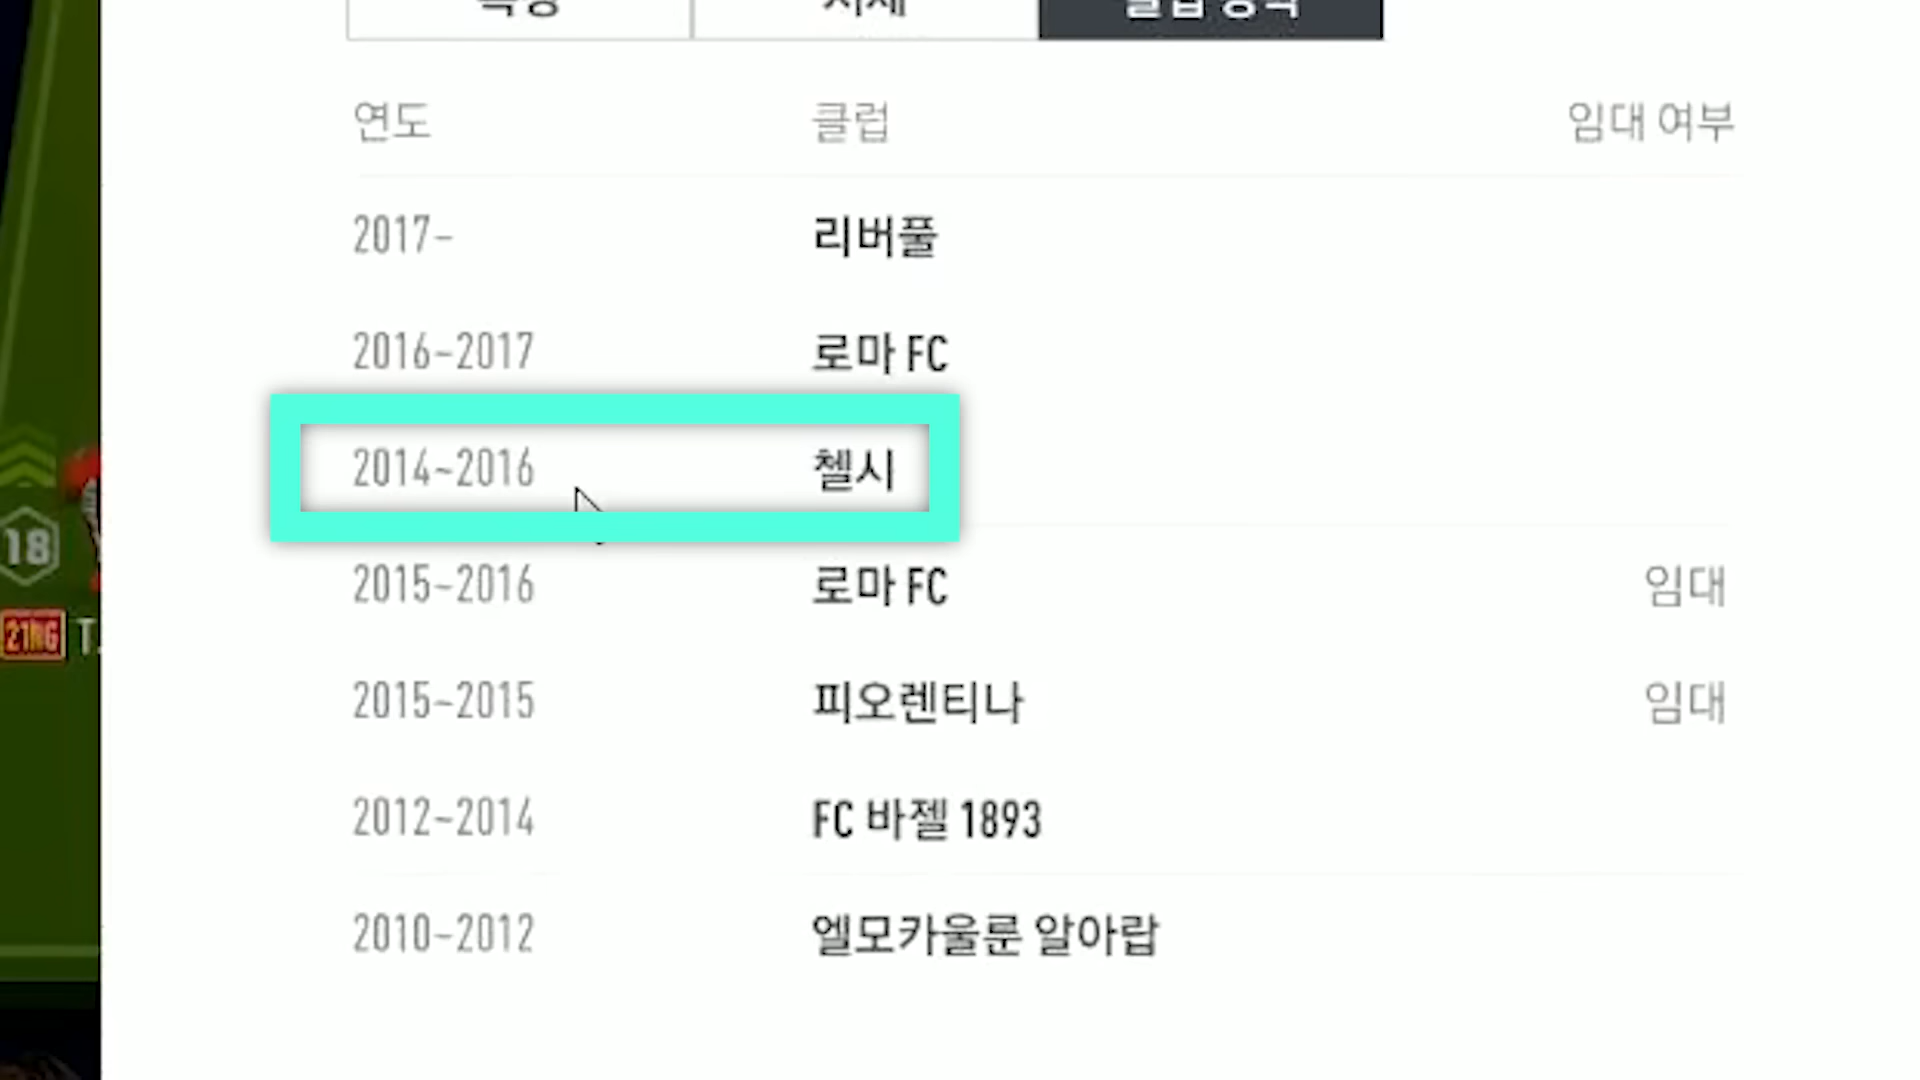 연도 클럽 임대 여부
2017~ 리버풀
2016~2017 로마 FC
2014~2016 첼시
2015~2016 로마 FC 임대
2015~2015 피오렌티나 임대
2012~2014 FC 바젤 1893
2010~2012 엘모카울룬 알아랍
18
21NG T.